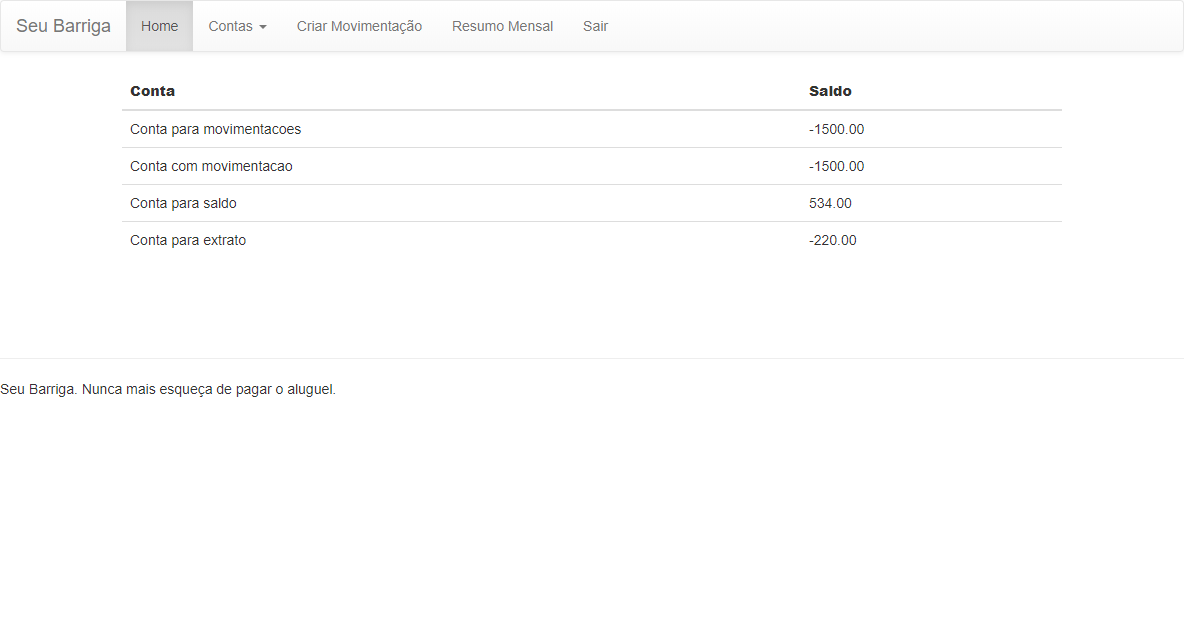 Seu Barriga Home Contas Criar Movimentação Resumo Mensal Sair
Conta Saldo
Conta para movimentacoes -1500.00
Conta com movimentacao -1500.00
Conta para saldo 534.00
Conta para extrato -220.00
Seu Barriga. Nunca mais esqueça de pagar o aluguel.